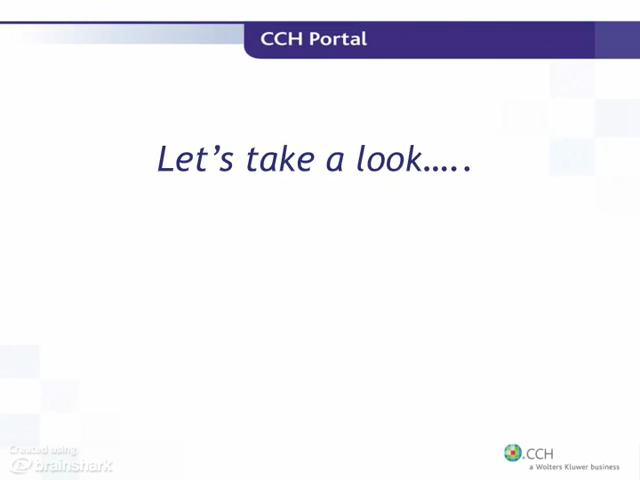 CCH Portal
Let's take a look.....
Created using
brainshark
.CCH
a Wolters Kluwer business